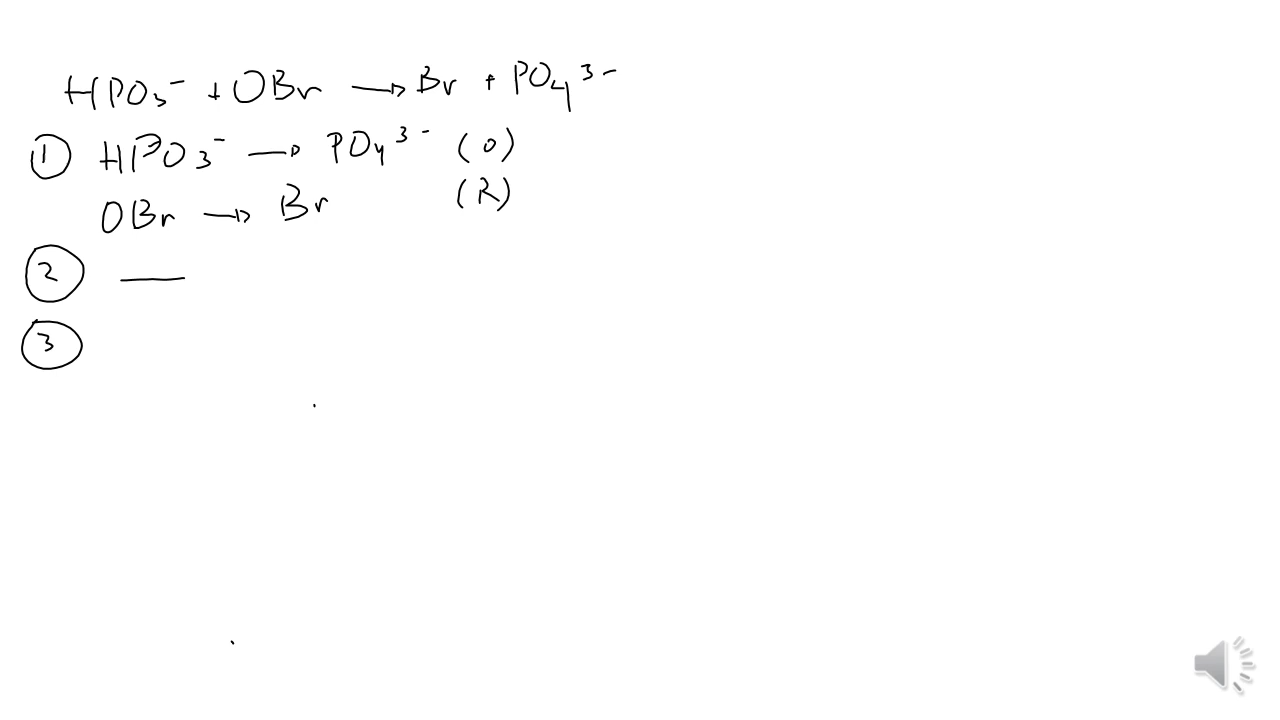 HPO₃⁻ + OBr → Br + PO₄³⁻
① HPO₃⁻ → PO₄³⁻ (O)
OBr → Br (R)
② —
③